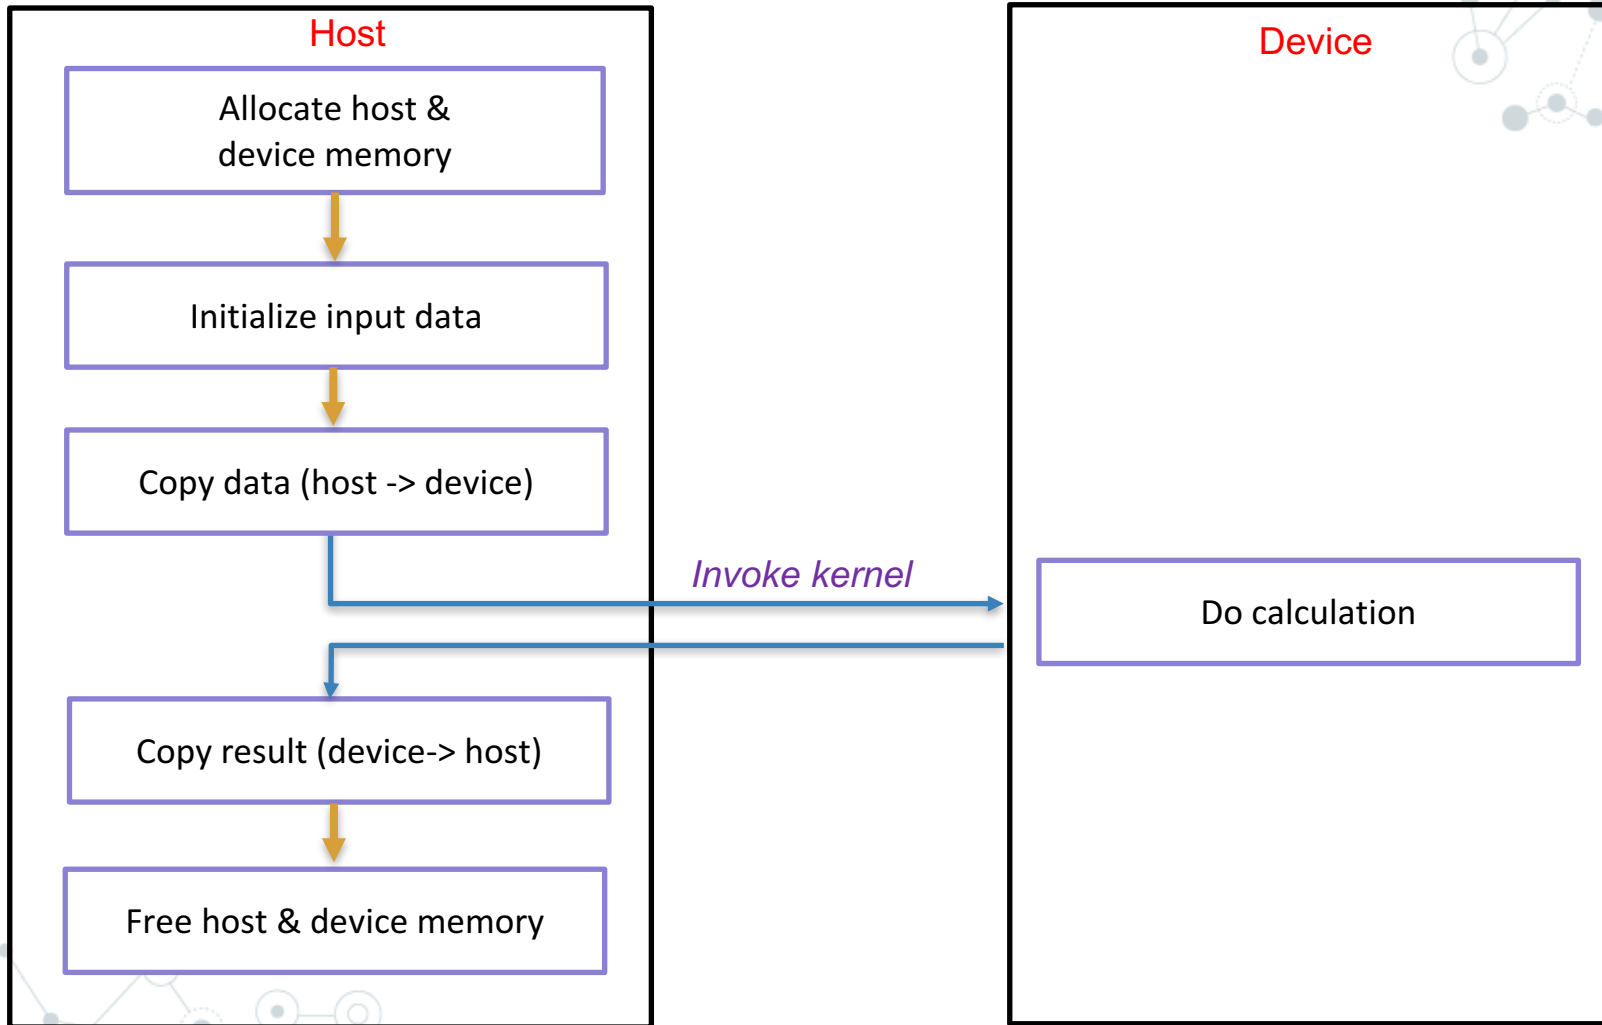 Host
Allocate host &
device memory
Initialize input data
Copy data (host -> device)
Copy result (device-> host)
Free host & device memory
Invoke kernel
Device
Do calculation